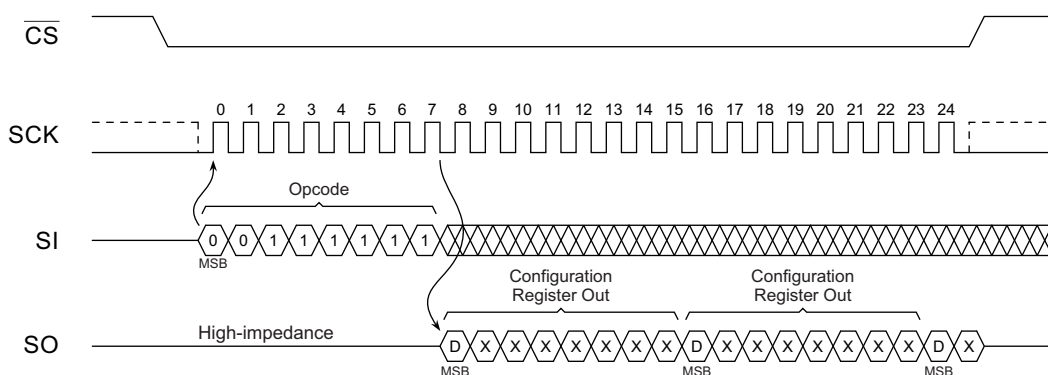 CS
0 1 2 3 4 5 6 7 8 9 10 11 12 13 14 15 16 17 18 19 20 21 22 23 24
SCK
Opcode
SI 0 0 1 1 1 1 1 1
MSB
Configuration Configuration
Register Out Register Out
High-impedance
SO D X X X X X X X D X X X X X X X D X
MSB MSB MSB